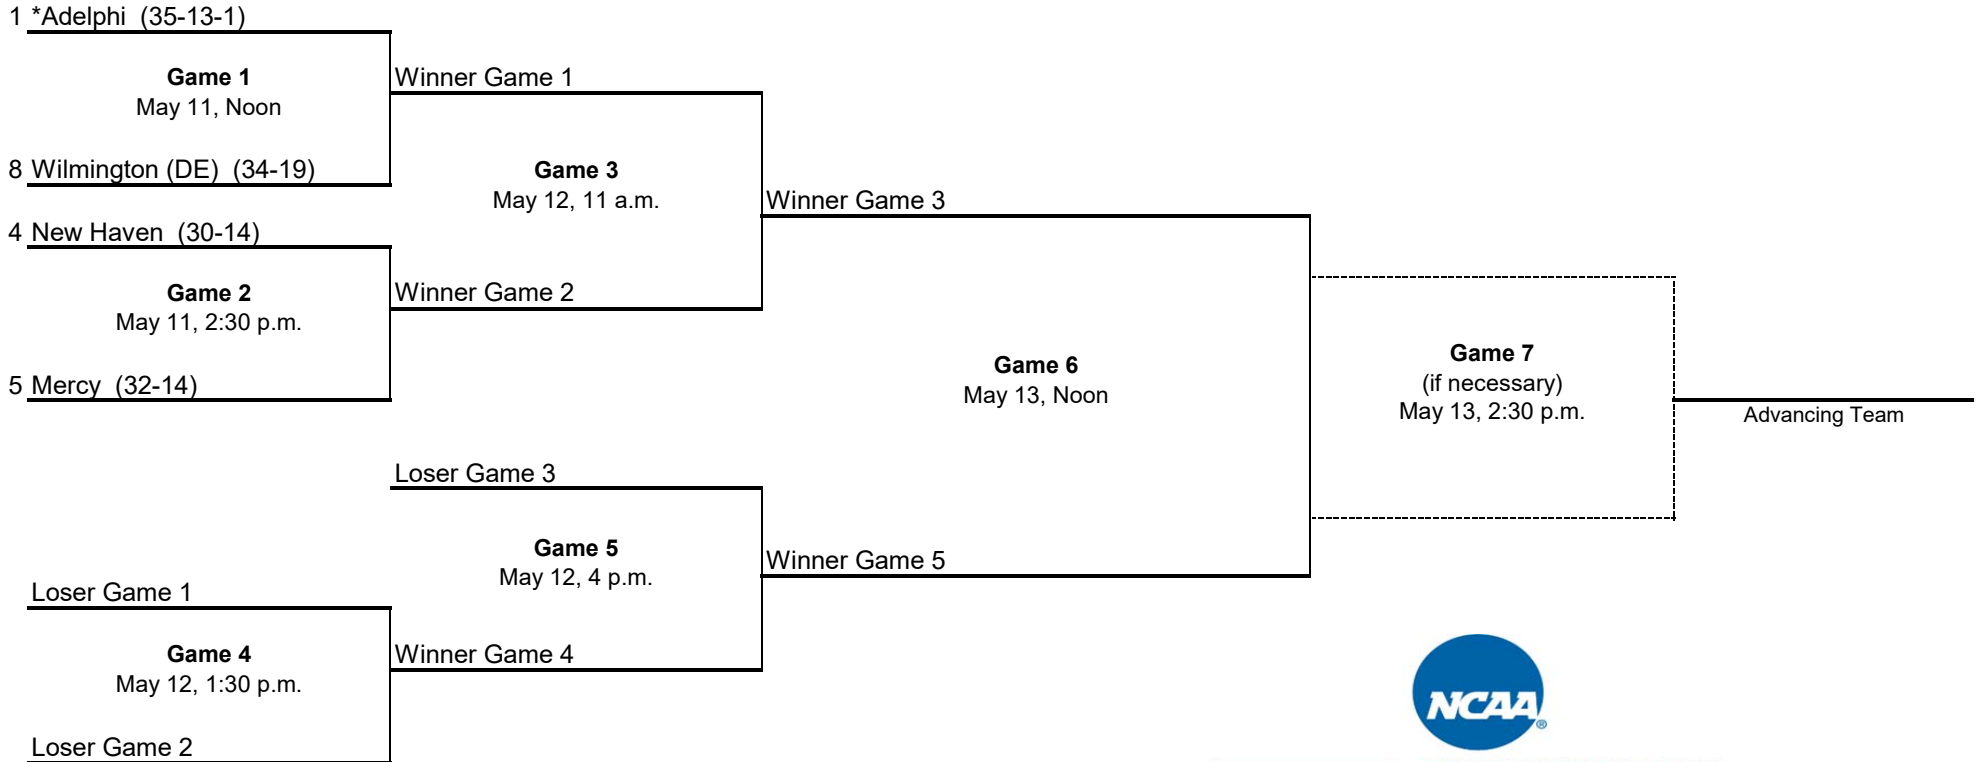 1 *Adelphi (35-13-1)
Game 1
May 11, Noon
8 Wilmington (DE) (34-19)
Winner Game 1
Game 3
May 12, 11 a.m.
4 New Haven (30-14)
Game 2
May 11, 2:30 p.m.
5 Mercy (32-14)
Winner Game 2
Winner Game 3
Game 6
May 13, Noon
Game 7
(if necessary)
May 13, 2:30 p.m.
Advancing Team
Loser Game 3
Game 5
May 12, 4 p.m.
Winner Game 5
Loser Game 1
Game 4
May 12, 1:30 p.m.
Loser Game 2
Winner Game 4
NCAA®